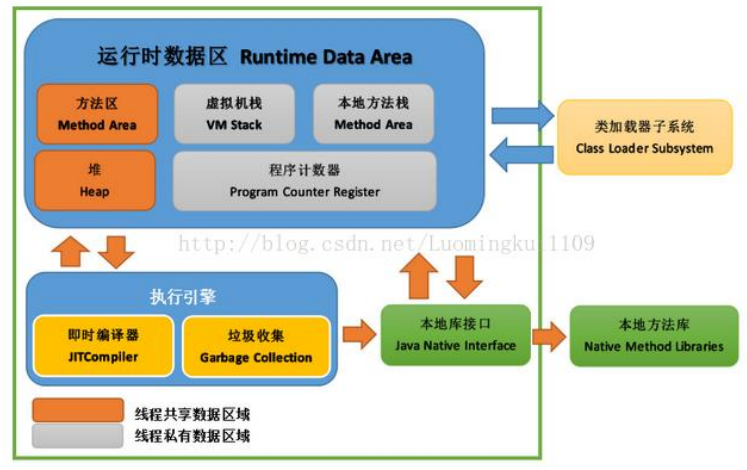 运行时数据区 Runtime Data Area
方法区
Method Area
虚拟机栈
VM Stack
本地方法栈
Method Area
堆
Heap
程序计数器
Program Counter Register
类加载器子系统
Class Loader Subsystem
http://blog.csdn.net/Luomingku 1109
执行引擎
即时编译器
JITCompiler
垃圾收集
Garbage Collection
本地库接口
Java Native Interface
本地方法库
Native Method Libraries
线程共享数据区域
线程私有数据区域